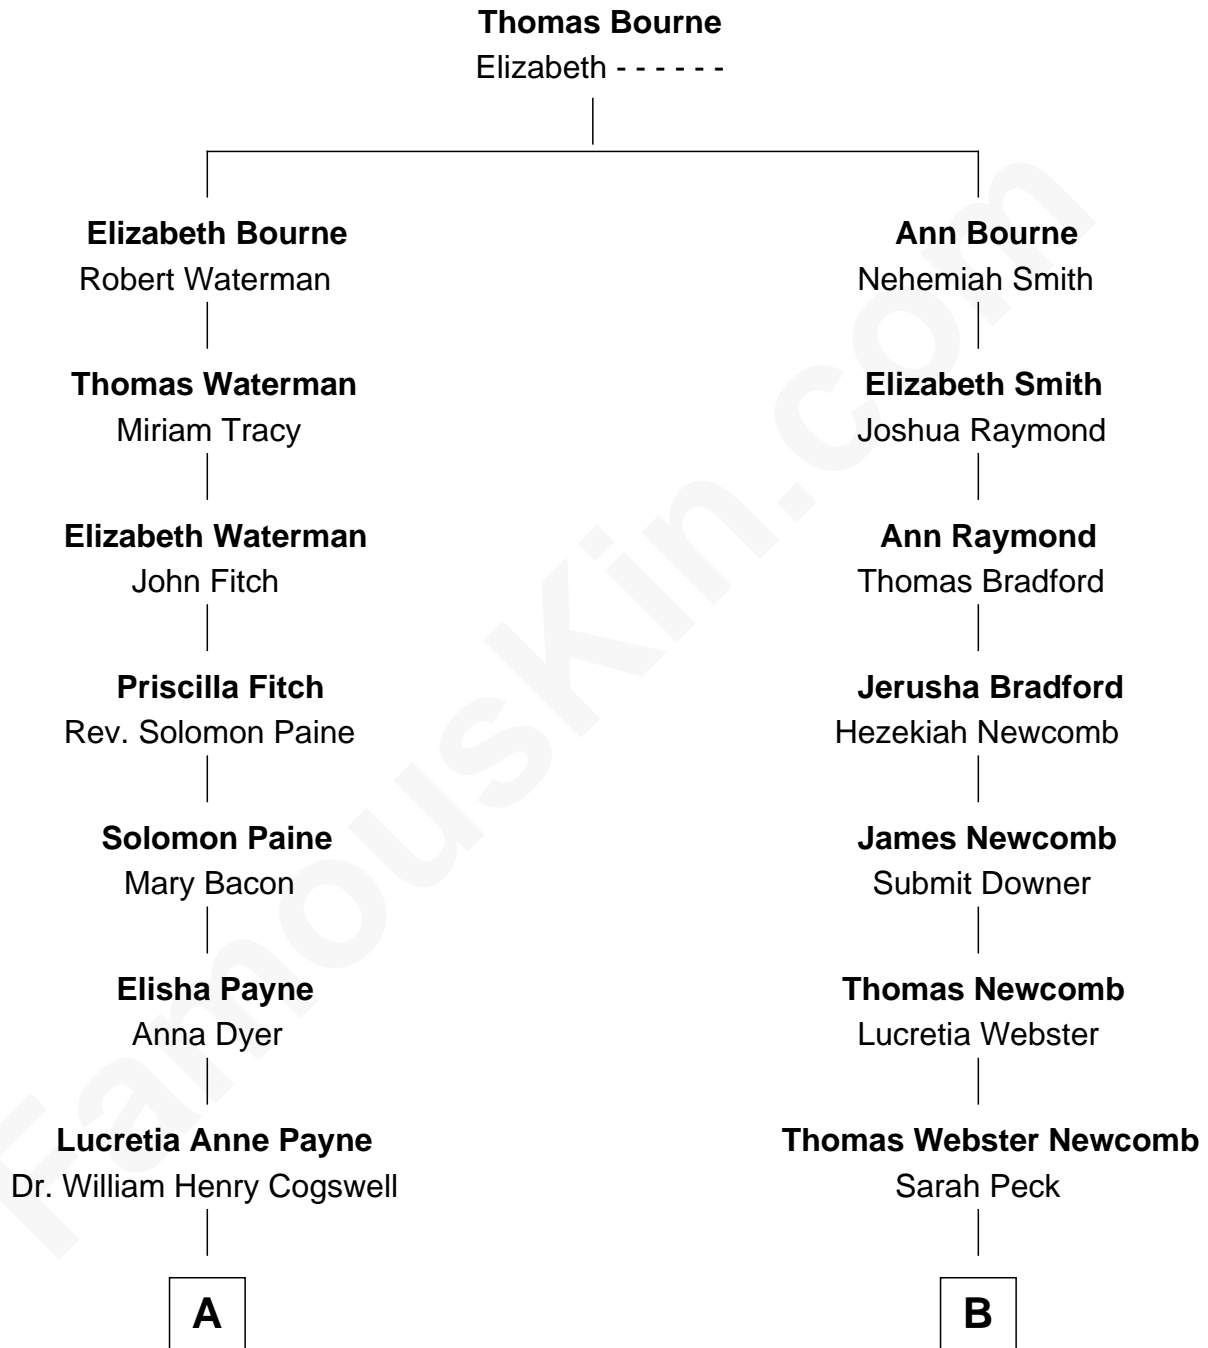 Thomas Bourne
Elizabeth - - - - - -
Elizabeth Bourne
Robert Waterman
Ann Bourne
Nehemiah Smith
Thomas Waterman
Miriam Tracy
Elizabeth Smith
Joshua Raymond
Elizabeth Waterman
John Fitch
Ann Raymond
Thomas Bradford
Priscilla Fitch
Rev. Solomon Paine
Jerusha Bradford
Hezekiah Newcomb
Solomon Paine
Mary Bacon
James Newcomb
Submit Downer
Elisha Payne
Anna Dyer
Thomas Newcomb
Lucretia Webster
Lucretia Anne Payne
Dr. William Henry Cogswell
Thomas Webster Newcomb
Sarah Peck
A
B
FamousKin.com